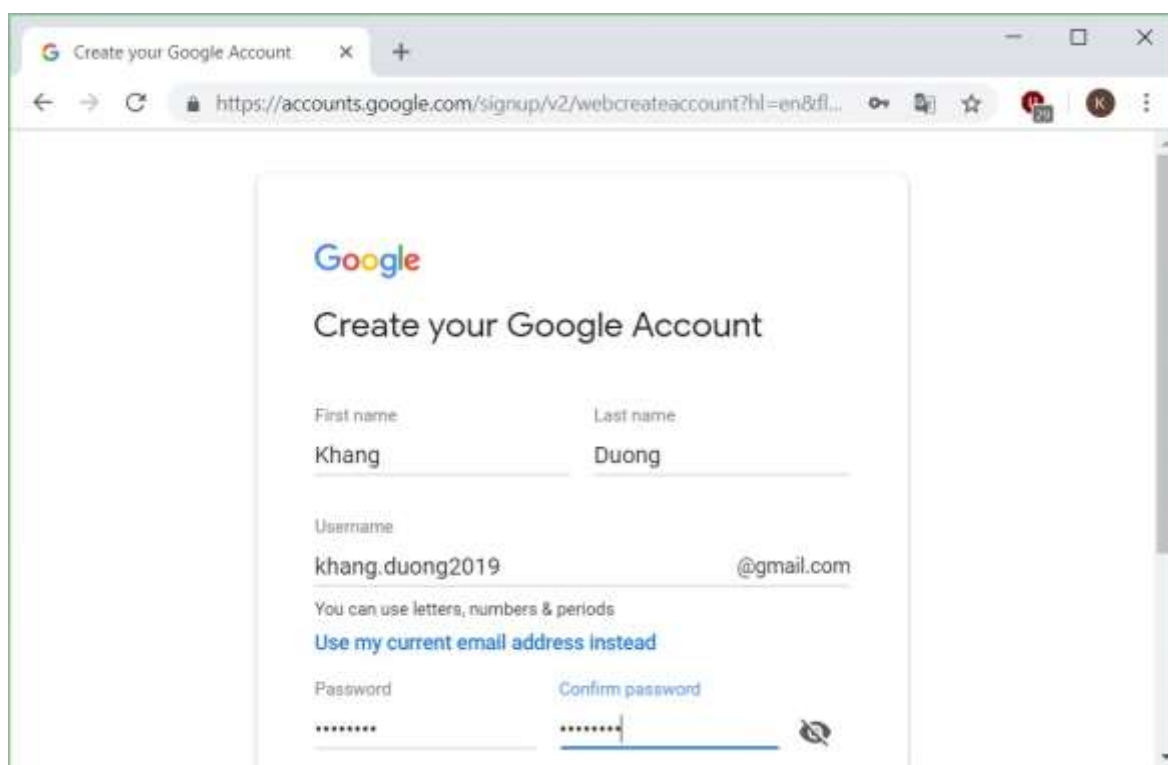 Create your Google Account
https://accounts.google.com/signup/v2/webcreateaccount?hl=en&fl...
20 K
Google
Create your Google Account
First name Last name
Khang Duong
Username
khang.duong2019 @gmail.com
You can use letters, numbers & periods
Use my current email address instead
Password Confirm password
•••••••• ••••••••